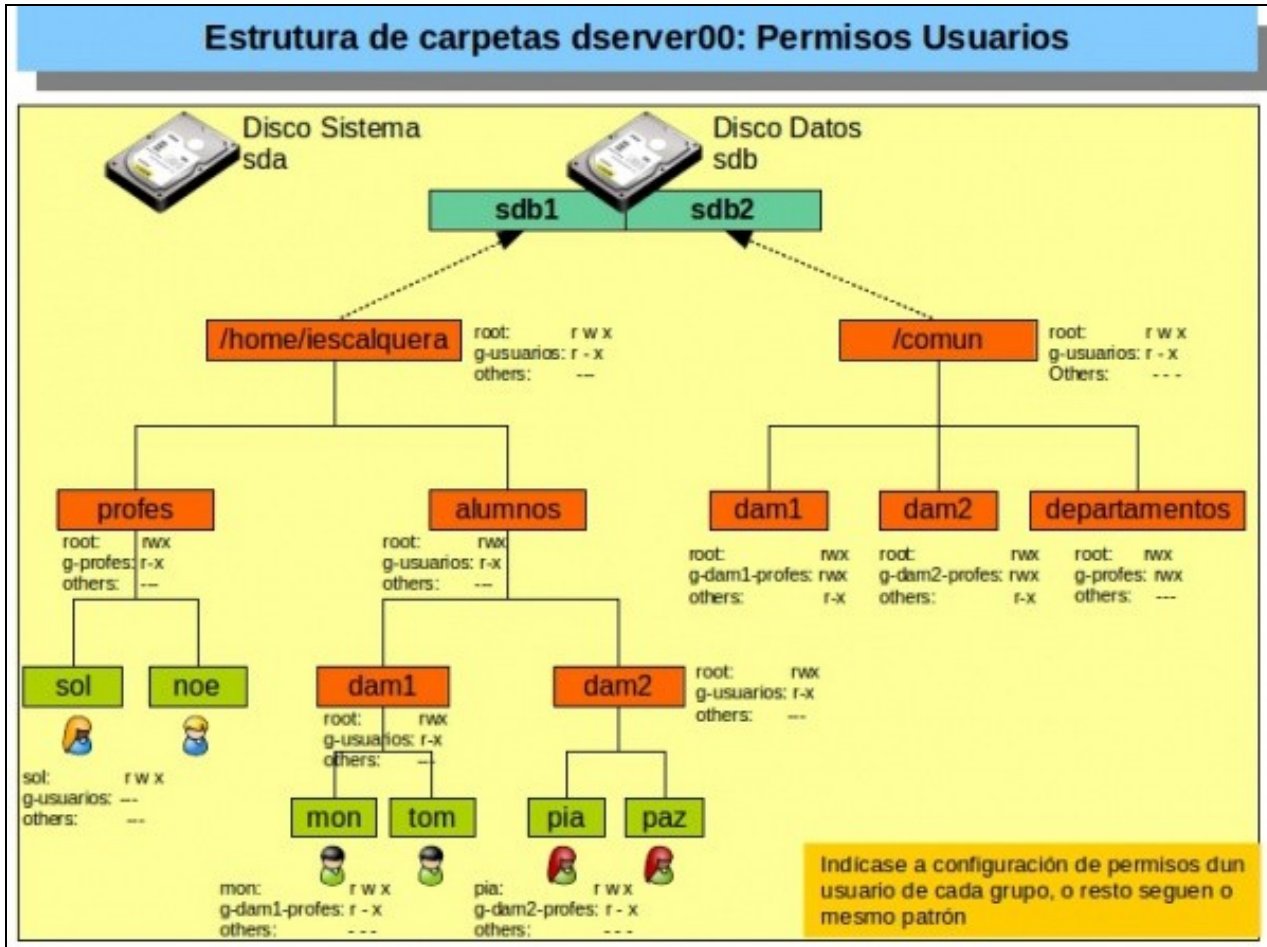 Estrutura de carpetas dserver00: Permisos Usuarios
Disco Sistema
sda
Disco Datos
sdb
sdb1
sdb2
/home/iescalquera
root: r w x
g-usuarios: r - x
others: ---
/comun
root: r w x
g-usuarios: r - x
Others: - - -
profes
root: rwx
g-profes: r-x
others: ---
alumnos
root: rwx
g-usuarios: r-x
others: ---
dam1
root: rwx
g-dam1-profes: rwx
others: r-x
dam2
root: rwx
g-dam2-profes: rwx
others: r-x
departamentos
root: rwx
g-profes: rwx
others: ---
sol
noe
sol: r w x
g-usuarios: ---
others: ---
dam1
root: rwx
g-usuarios: r-x
others: ---
dam2
root: rwx
g-usuarios: r-x
others: ---
mon
tom
mon: r w x
g-dam1-profes: r - x
others: - - -
pia
paz
pia: r w x
g-dam2-profes: r - x
others: - - -
Indícase a configuración de permisos dun
usuario de cada grupo, o resto seguen o
mesmo patrón